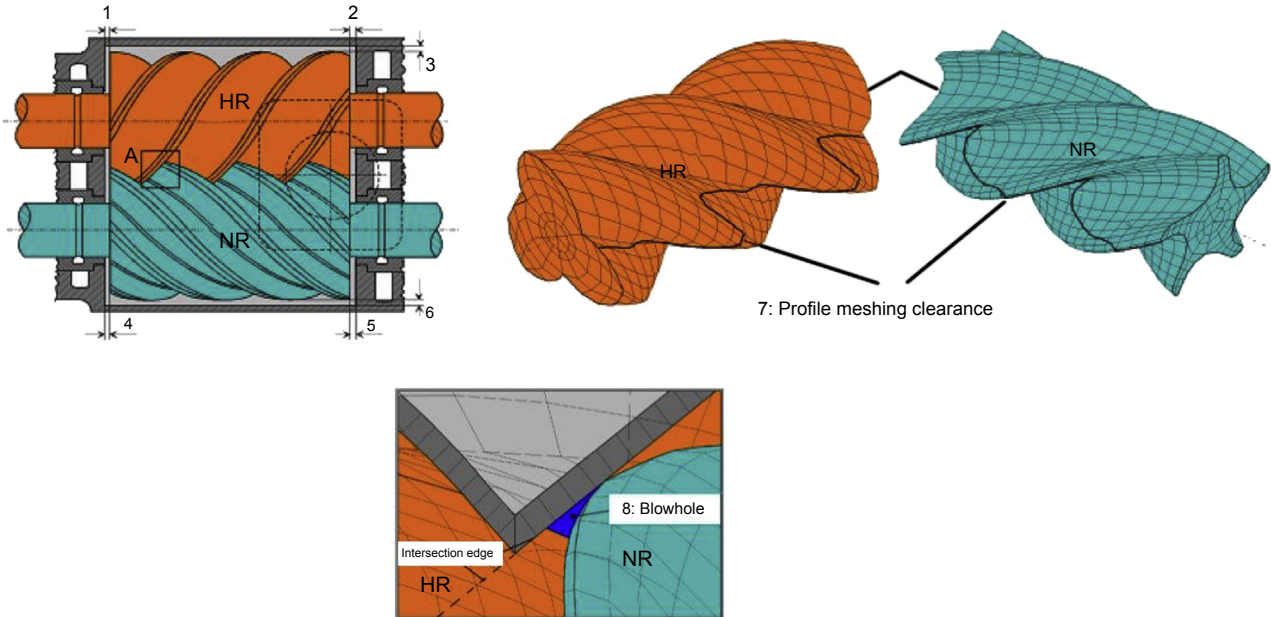 1
2
3
HR
A
NR
4
5
6
HR
NR
7: Profile meshing clearance
8: Blowhole
Intersection edge
NR
HR